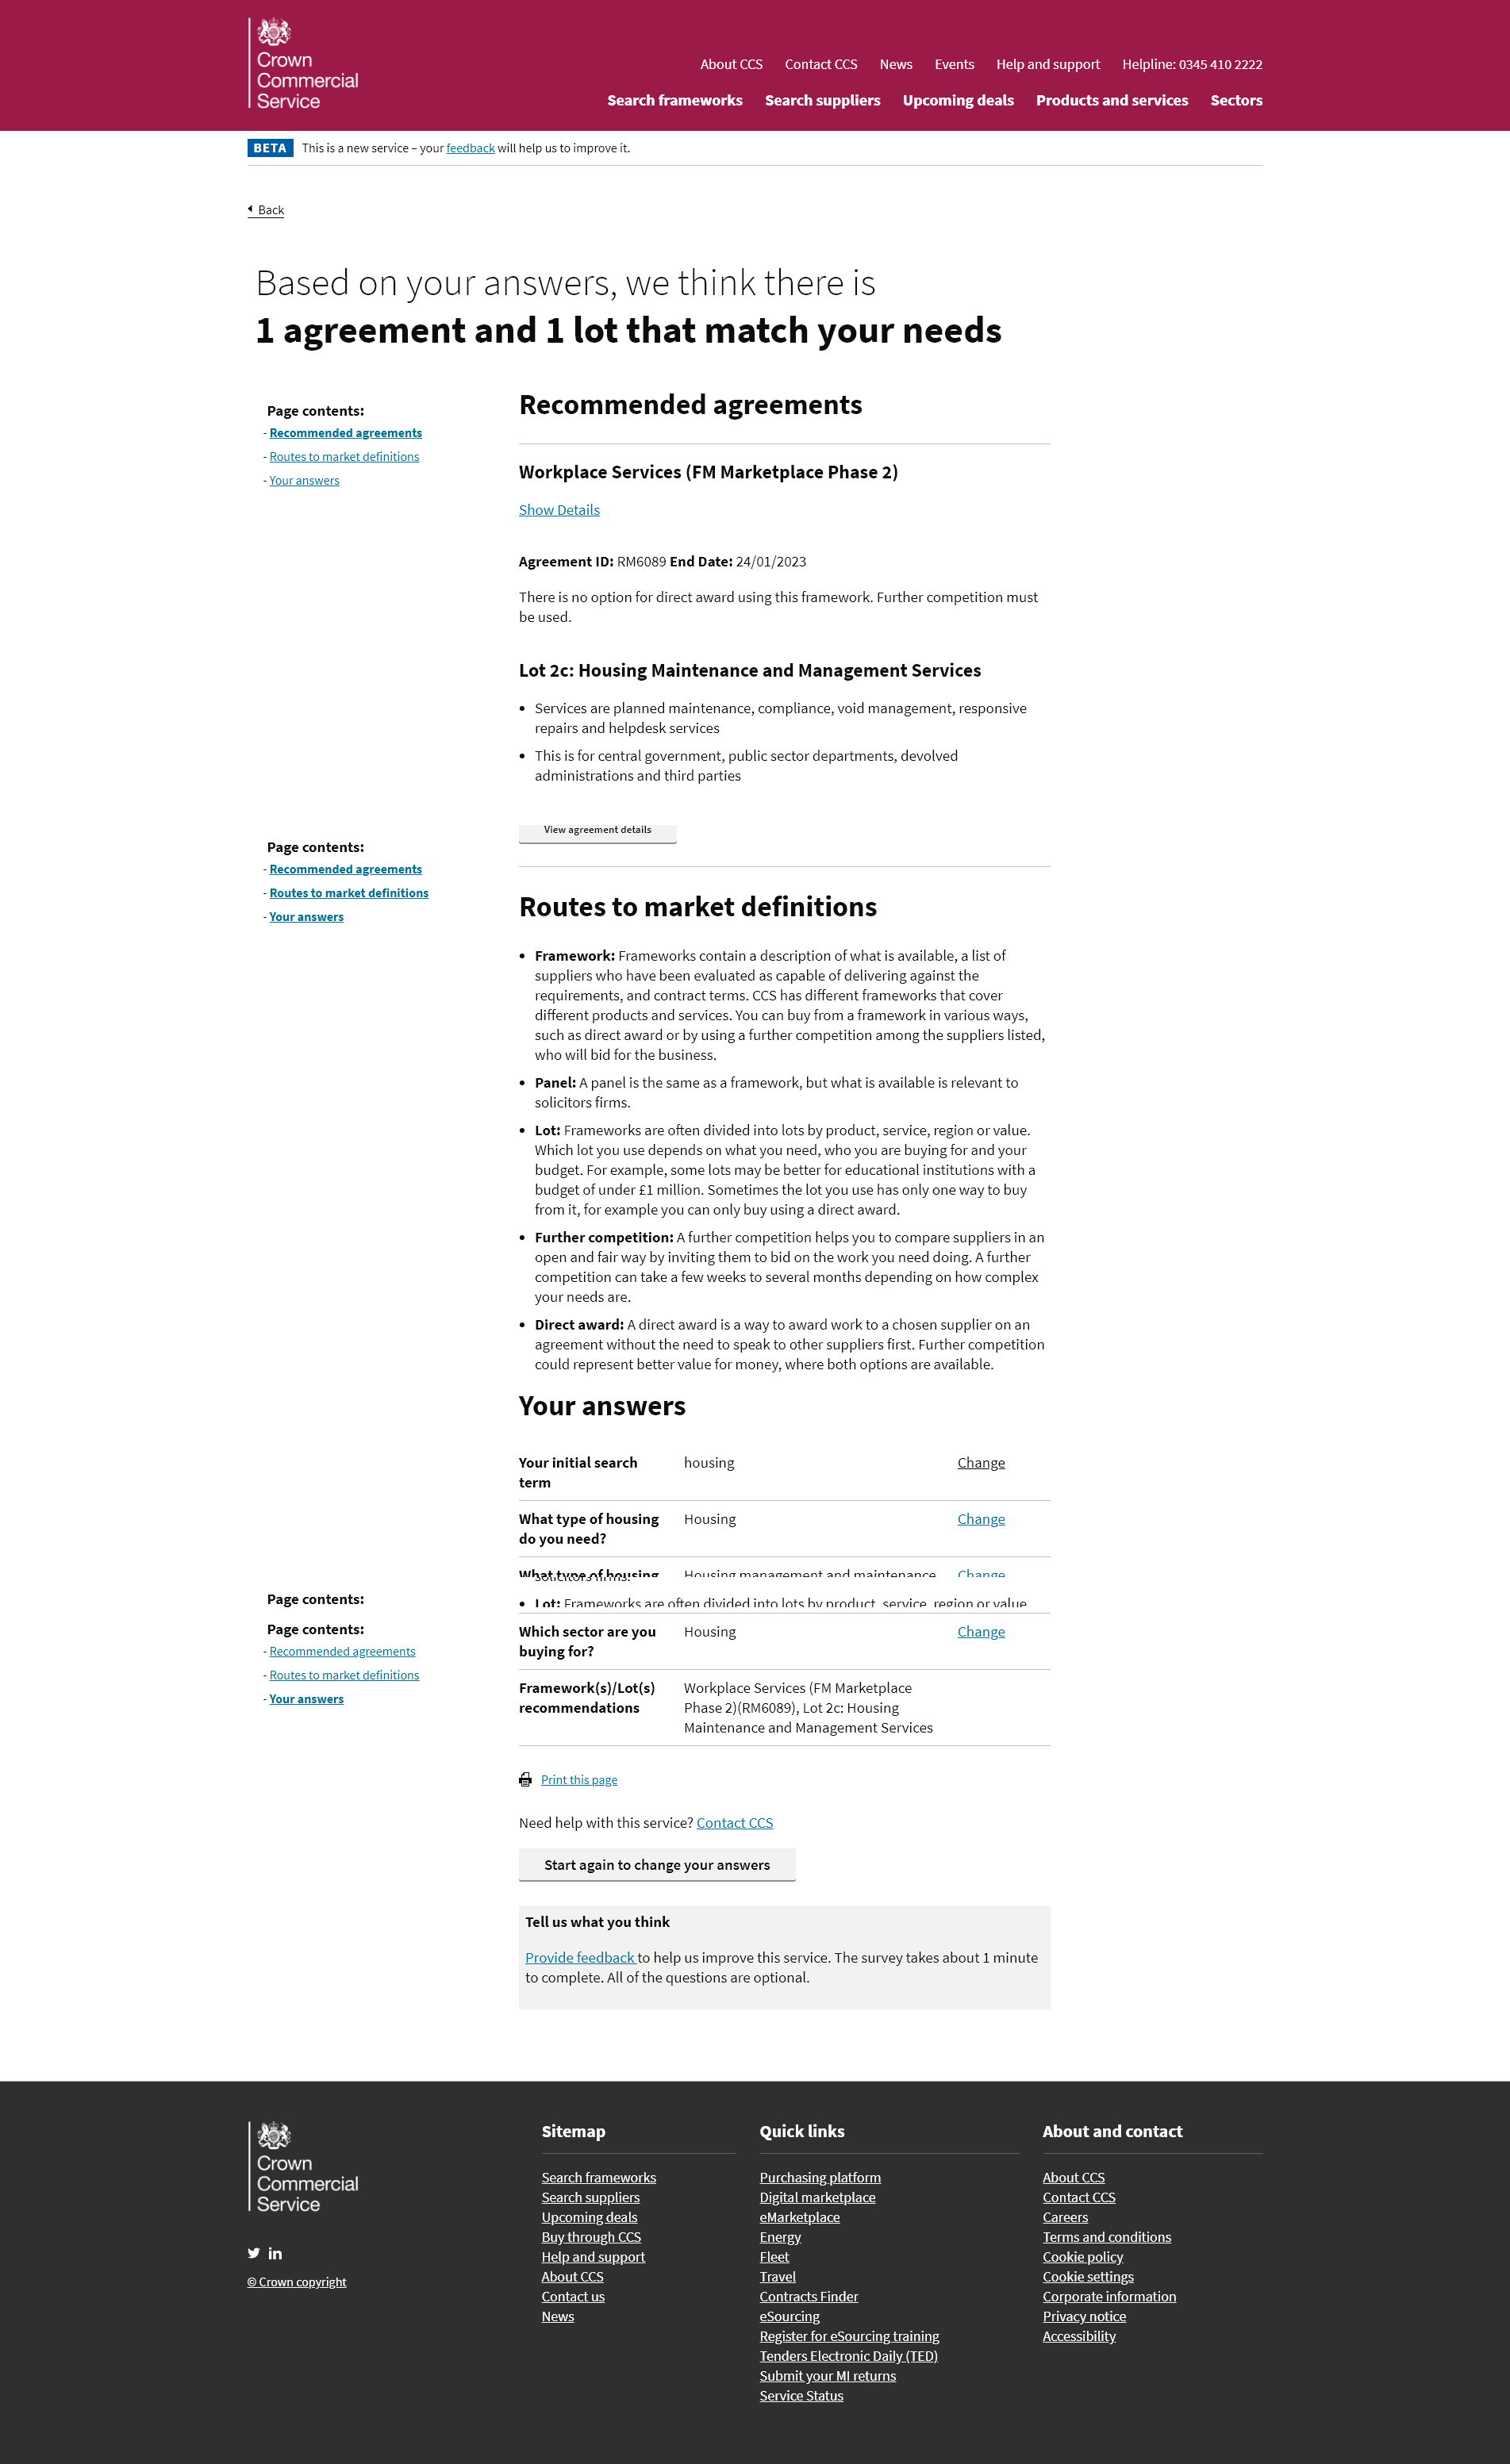 Crown
Commercial
Service
About CCS Contact CCS News Events Help and support Helpline: 0345 410 2222
Search frameworks Search suppliers Upcoming deals Products and services Sectors
BETA This is a new service – your feedback will help us to improve it.
Back
Based on your answers, we think there is
1 agreement and 1 lot that match your needs
Page contents:
- Recommended agreements
- Routes to market definitions
- Your answers
Recommended agreements
Workplace Services (FM Marketplace Phase 2)
Show Details
Agreement ID: RM6089 End Date: 24/01/2023
There is no option for direct award using this framework. Further competition must
be used.
Lot 2c: Housing Maintenance and Management Services
• Services are planned maintenance, compliance, void management, responsive
repairs and helpdesk services
• This is for central government, public sector departments, devolved
administrations and third parties
View agreement details
Page contents:
- Recommended agreements
- Routes to market definitions
- Your answers
Routes to market definitions
• Framework: Frameworks contain a description of what is available, a list of
suppliers who have been evaluated as capable of delivering against the
requirements, and contract terms. CCS has different frameworks that cover
different products and services. You can buy from a framework in various ways,
such as direct award or by using a further competition among the suppliers listed,
who will bid for the business.
• Panel: A panel is the same as a framework, but what is available is relevant to
solicitors firms.
• Lot: Frameworks are often divided into lots by product, service, region or value.
Which lot you use depends on what you need, who you are buying for and your
budget. For example, some lots may be better for educational institutions with a
budget of under £1 million. Sometimes the lot you use has only one way to buy
from it, for example you can only buy using a direct award.
• Further competition: A further competition helps you to compare suppliers in an
open and fair way by inviting them to bid on the work you need doing. A further
competition can take a few weeks to several months depending on how complex
your needs are.
• Direct award: A direct award is a way to award work to a chosen supplier on an
agreement without the need to speak to other suppliers first. Further competition
could represent better value for money, where both options are available.
Your answers
Your initial search housing Change
term
What type of housing Housing Change
do you need?
What type of housing Housing management and maintenance Change
solicitors firms.
• Lot: Frameworks are often divided into lots by product, service, region or value.
Page contents:
Page contents:
- Recommended agreements
- Routes to market definitions
- Your answers
Which sector are you Housing Change
buying for?
Framework(s)/Lot(s) Workplace Services (FM Marketplace
recommendations Phase 2)(RM6089), Lot 2c: Housing
Maintenance and Management Services
Print this page
Need help with this service? Contact CCS
Start again to change your answers
Tell us what you think
Provide feedback to help us improve this service. The survey takes about 1 minute
to complete. All of the questions are optional.
Crown
Commercial
Service
© Crown copyright
Sitemap
Search frameworks
Search suppliers
Upcoming deals
Buy through CCS
Help and support
About CCS
Contact us
News
Quick links
Purchasing platform
Digital marketplace
eMarketplace
Energy
Fleet
Travel
Contracts Finder
eSourcing
Register for eSourcing training
Tenders Electronic Daily (TED)
Submit your MI returns
Service Status
About and contact
About CCS
Contact CCS
Careers
Terms and conditions
Cookie policy
Cookie settings
Corporate information
Privacy notice
Accessibility